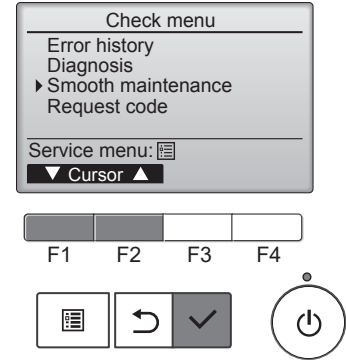 Check menu
Error history
Diagnosis
Smooth maintenance
Request code
Service menu:
Cursor
F1 F2 F3 F4